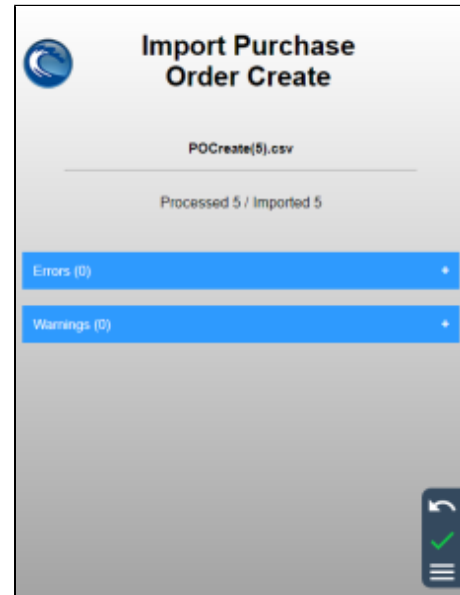 Import Purchase
Order Create
POCreate(5).csv
Processed 5 / Imported 5
Errors (0)
+
Warnings (0)
+